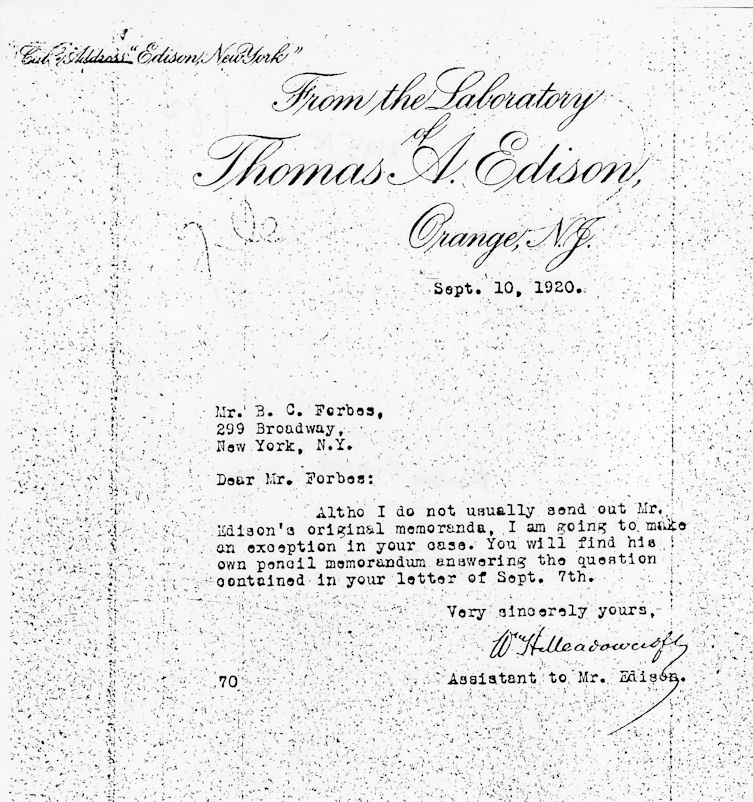 Cable Address "Edison, New York"
From the Laboratory
of
Thomas A. Edison,
Orange, N.J.
Sept. 10, 1920.
Mr. B. C. Forbes,
299 Broadway,
New York, N.Y.
Dear Mr. Forbes:
Altho I do not usually send out Mr.
Edison's original memoranda, I am going to make
an exception in your case. You will find his
own pencil memorandum answering the question
contained in your letter of Sept. 7th.
Very sincerely yours,
Wm H. Meadowcroft
70
Assistant to Mr. Edison.